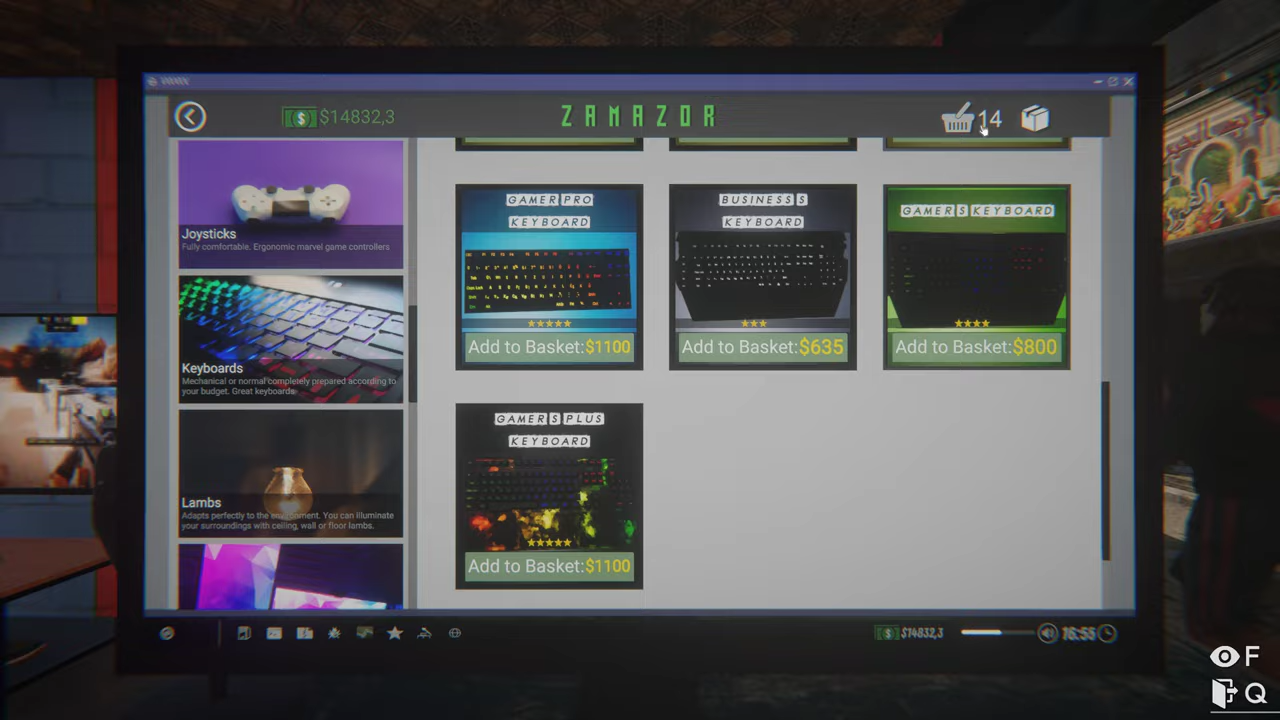 $14832,3
ZAMAZOR
14
Joysticks
Fully comfortable. Ergonomic marvel game controllers
Keyboards
Mechanical or normal completely prepared according to
your budget. Great keyboards.
Lambs
Adapts perfectly to the environment. You can illuminate
your surroundings with ceiling, wall or floor lambs.
GAMER PRO
KEYBOARD
Add to Basket:$1100
BUSINESS S
KEYBOARD
Add to Basket:$635
GAMER S KEYBOARD
Add to Basket:$800
GAMER S PLUS
KEYBOARD
Add to Basket:$1100
$14832,3
16:55
F
Q